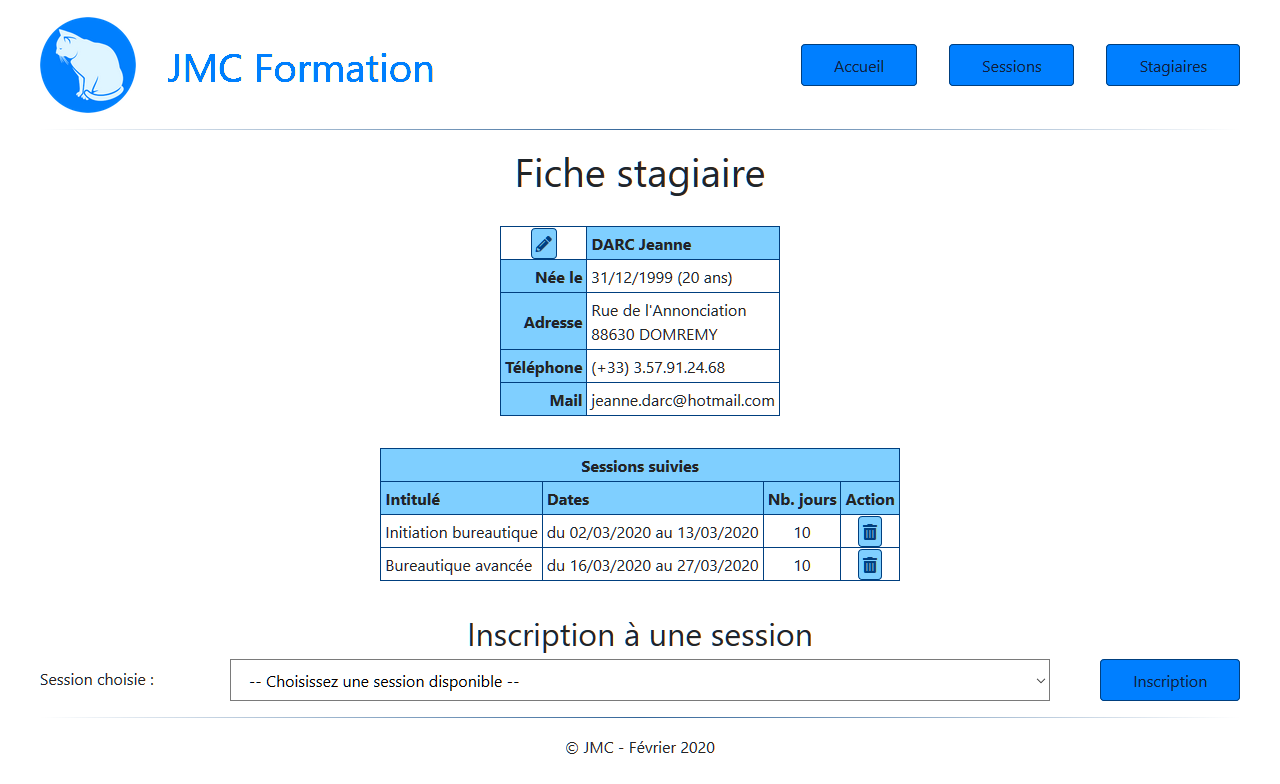 JMC Formation
Accueil
Sessions
Stagiaires
Fiche stagiaire
DARC Jeanne
Née le 31/12/1999 (20 ans)
Adresse Rue de l'Annonciation
88630 DOMREMY
Téléphone (+33) 3.57.91.24.68
Mail jeanne.darc@hotmail.com
Sessions suivies
Intitulé Dates Nb. jours Action
Initiation bureautique du 02/03/2020 au 13/03/2020 10
Bureautique avancée du 16/03/2020 au 27/03/2020 10
Inscription à une session
Session choisie : -- Choisissez une session disponible -- Inscription
© JMC - Février 2020